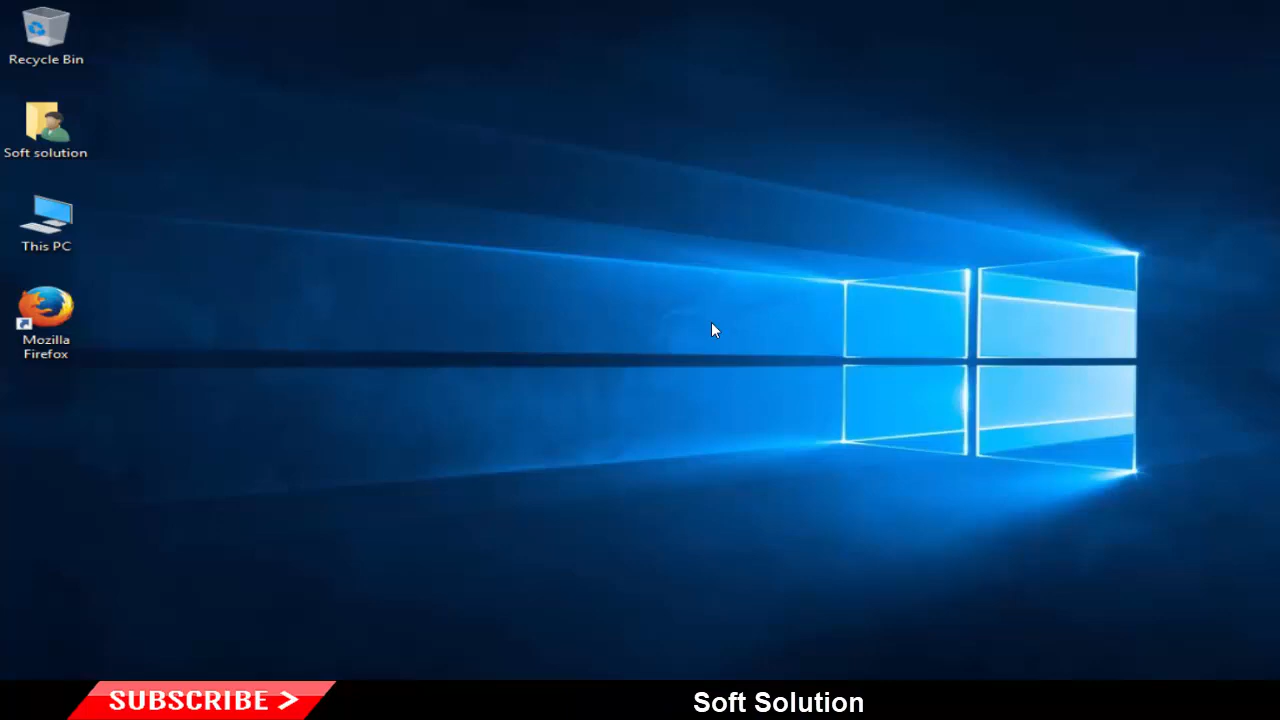 Recycle Bin
Soft solution
This PC
Mozilla
Firefox
SUBSCRIBE >
Soft Solution